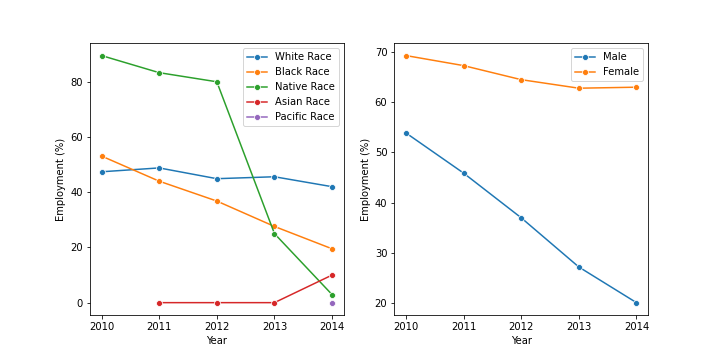 White Race
Black Race
Native Race
Asian Race
Pacific Race
80
60
40
20
0
Employment (%)
2010 2011 2012 2013 2014
Year
Male
Female
70
60
50
40
30
20
Employment (%)
2010 2011 2012 2013 2014
Year